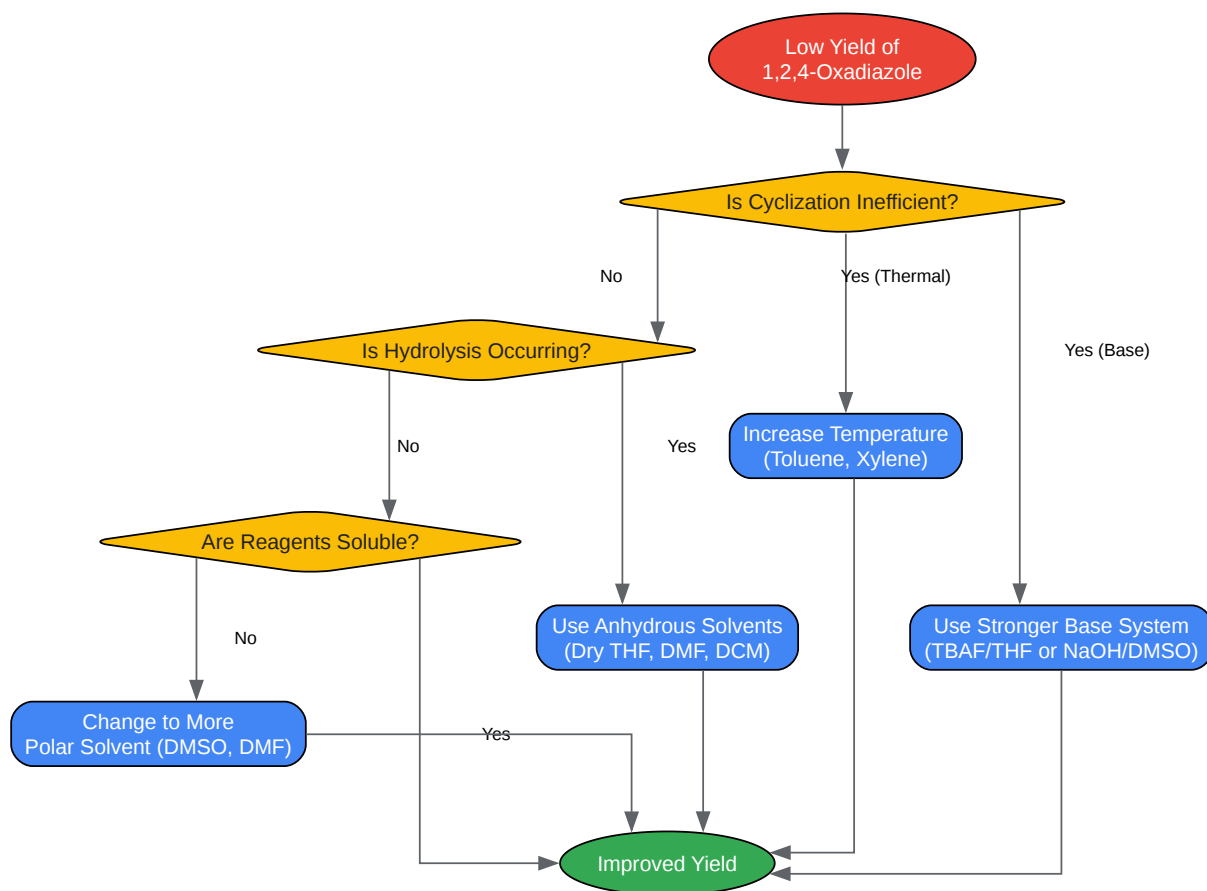 Low Yield of
1,2,4-Oxadiazole
Is Cyclization Inefficient?
No
Yes (Thermal)
Is Hydrolysis Occurring?
Yes (Base)
Increase Temperature
(Toluene, Xylene)
No
Yes
Are Reagents Soluble?
Use Anhydrous Solvents
(Dry THF, DMF, DCM)
Use Stronger Base System
(TBAF/THF or NaOH/DMSO)
No
Change to More
Polar Solvent (DMSO, DMF)
Yes
Improved Yield